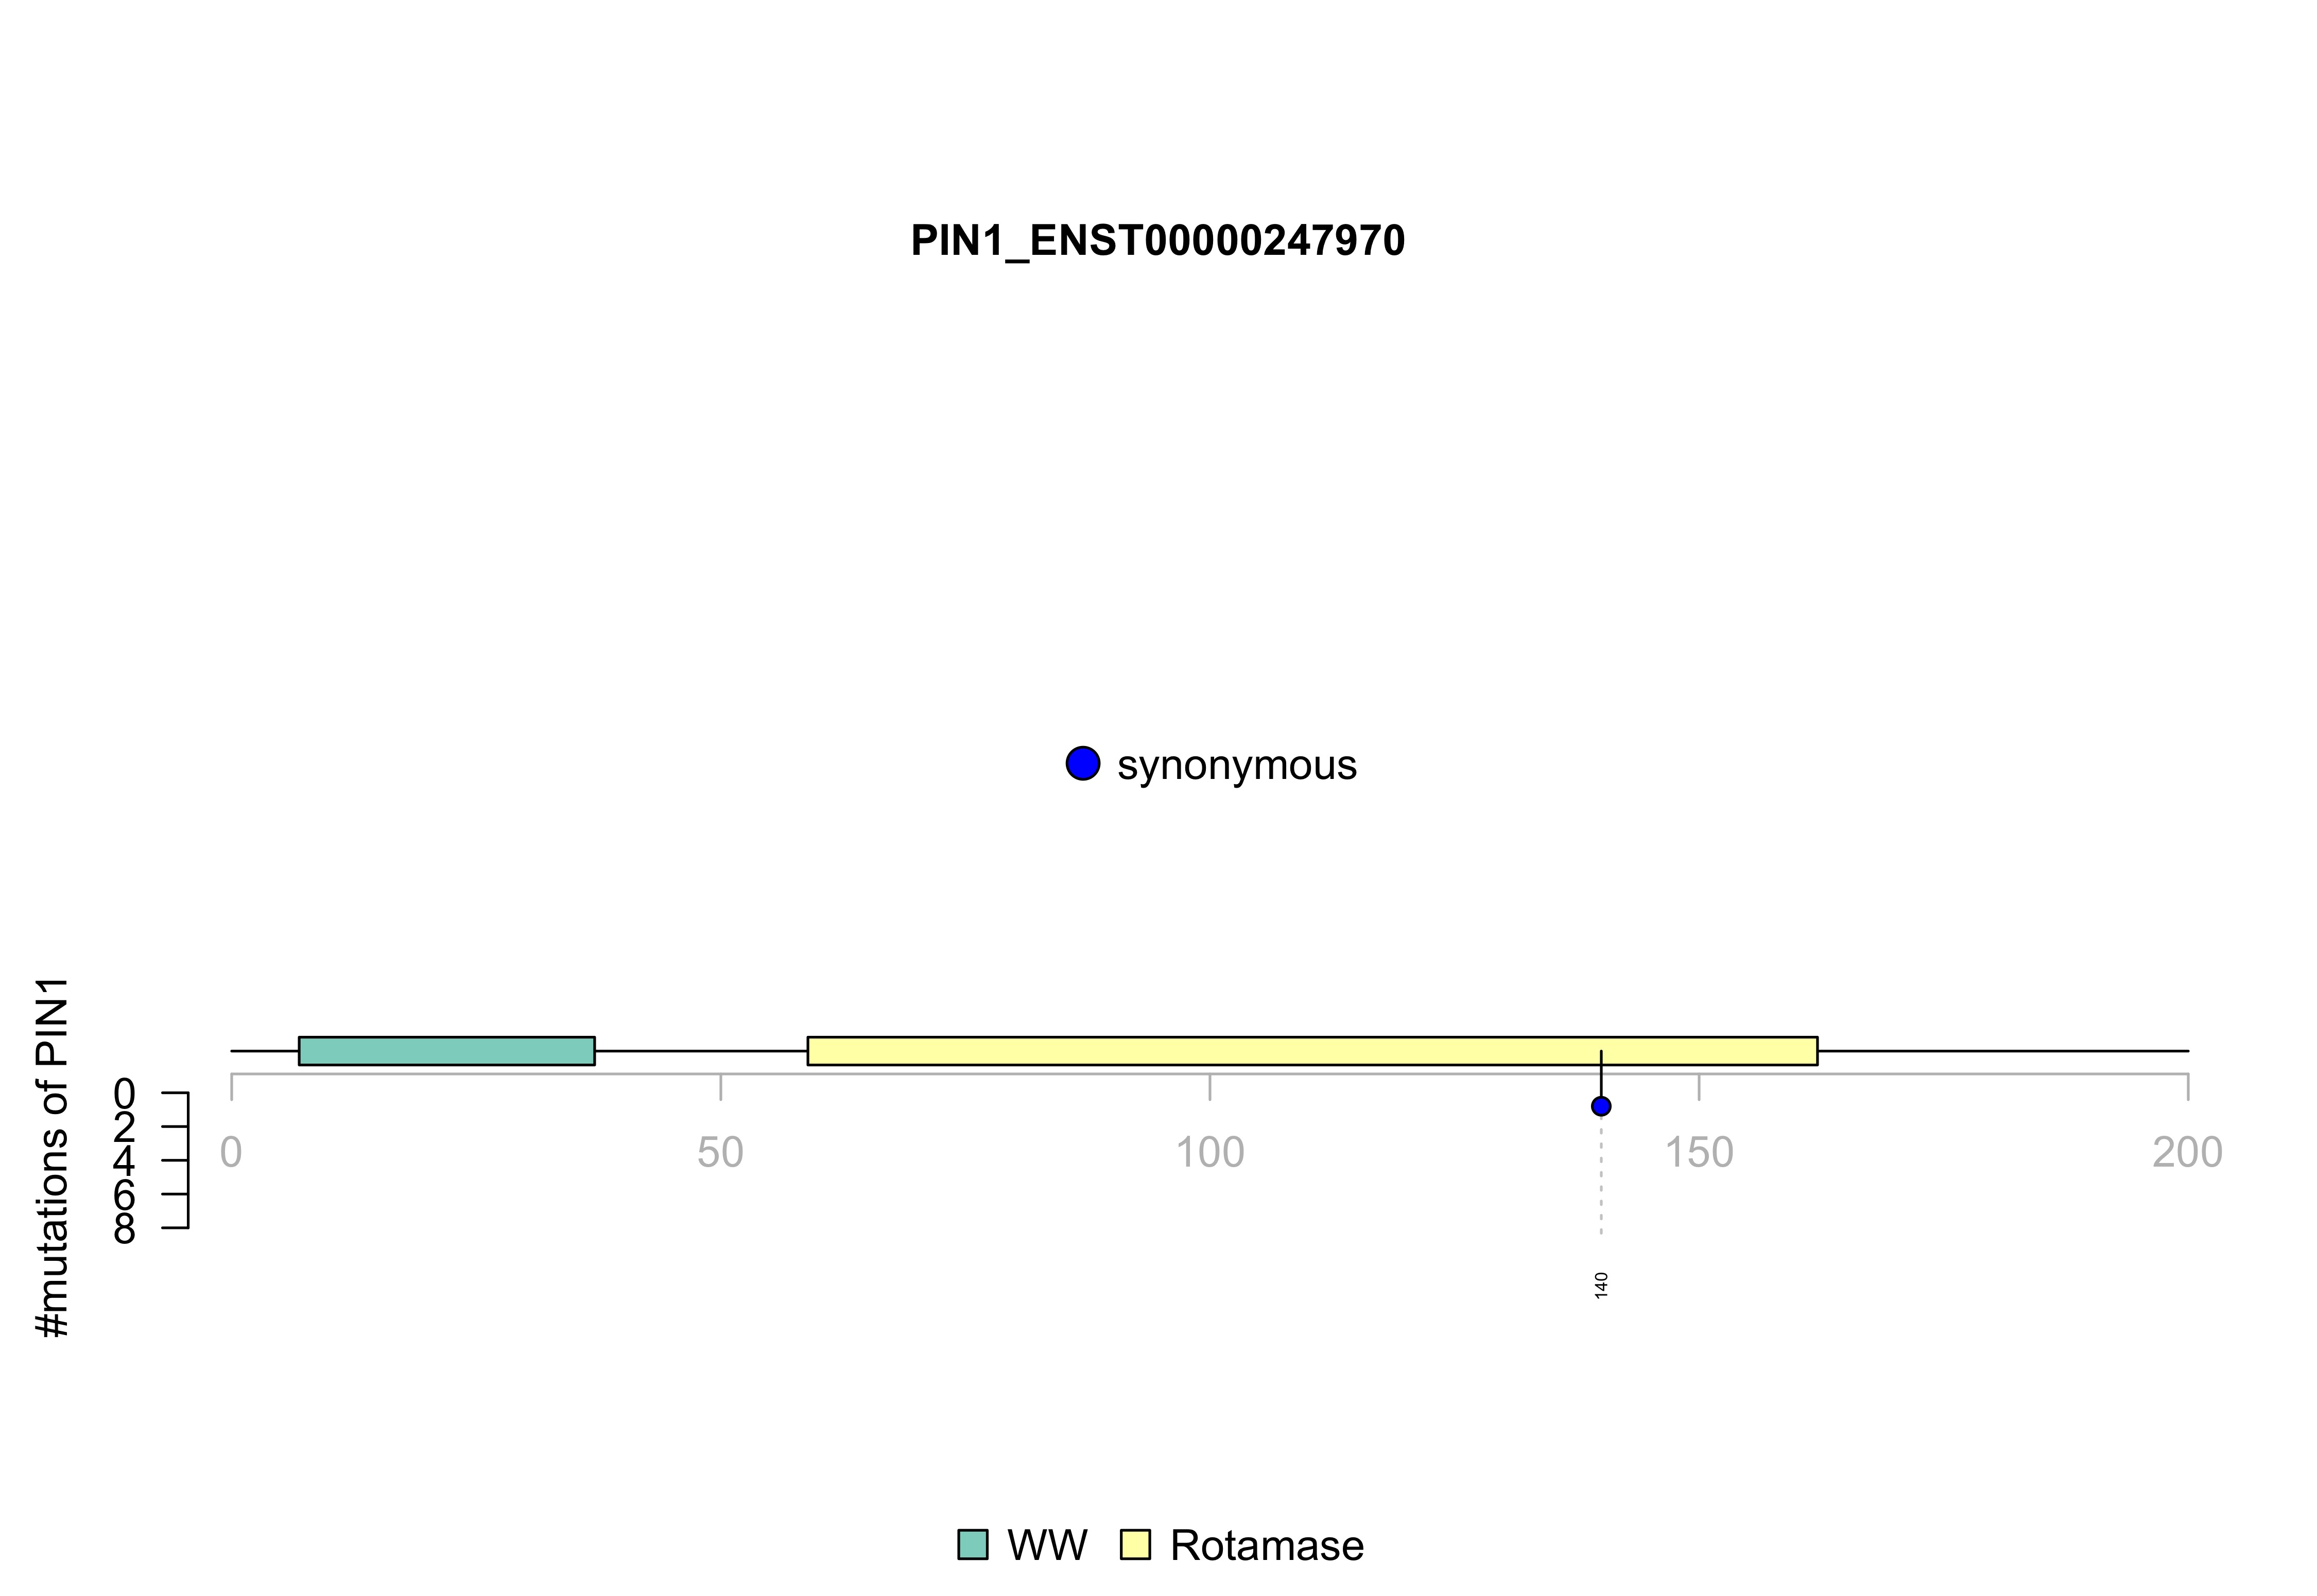 PIN1_ENST00000247970
synonymous
#mutations of PIN1
0
2
4
6
8
0 50 100 150 200
140
WW Rotamase